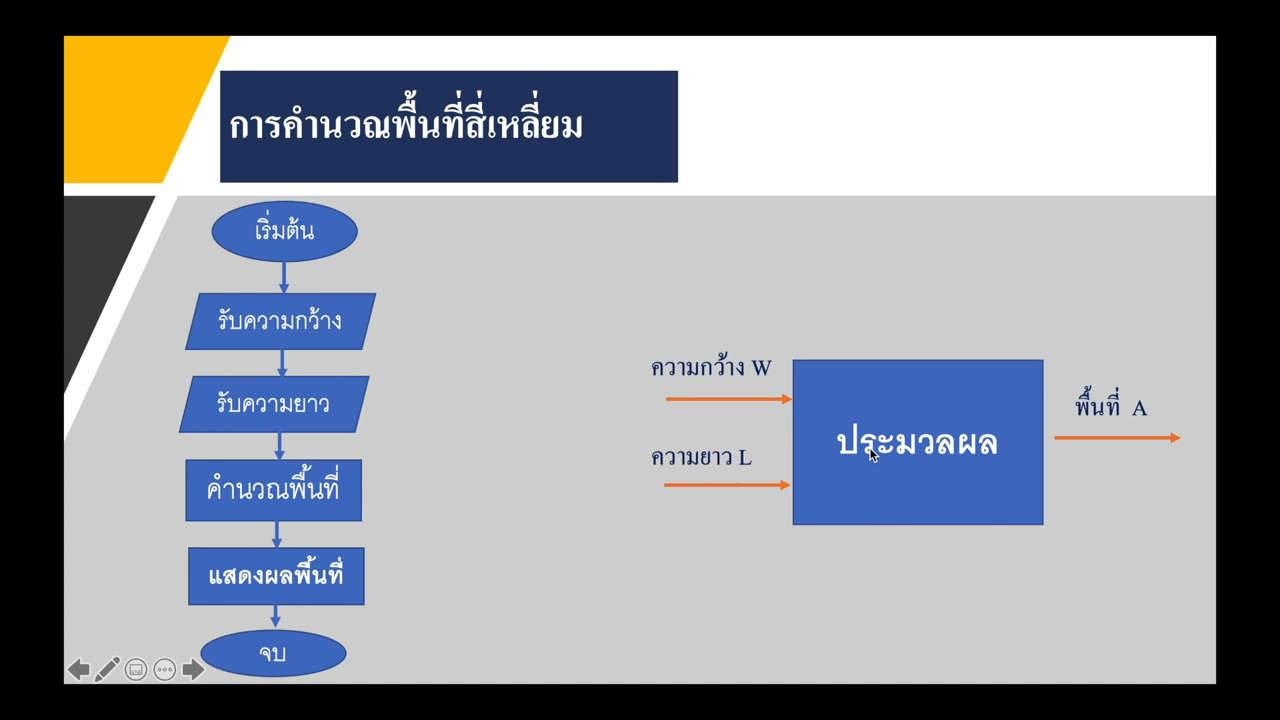 การคำนวณพื้นที่สี่เหลี่ยม
เริ่มต้น
รับความกว้าง
รับความยาว
คำนวณพื้นที่
แสดงผลพื้นที่
จบ
ความกว้าง W
ความยาว L
ประมวลผล
พื้นที่ A